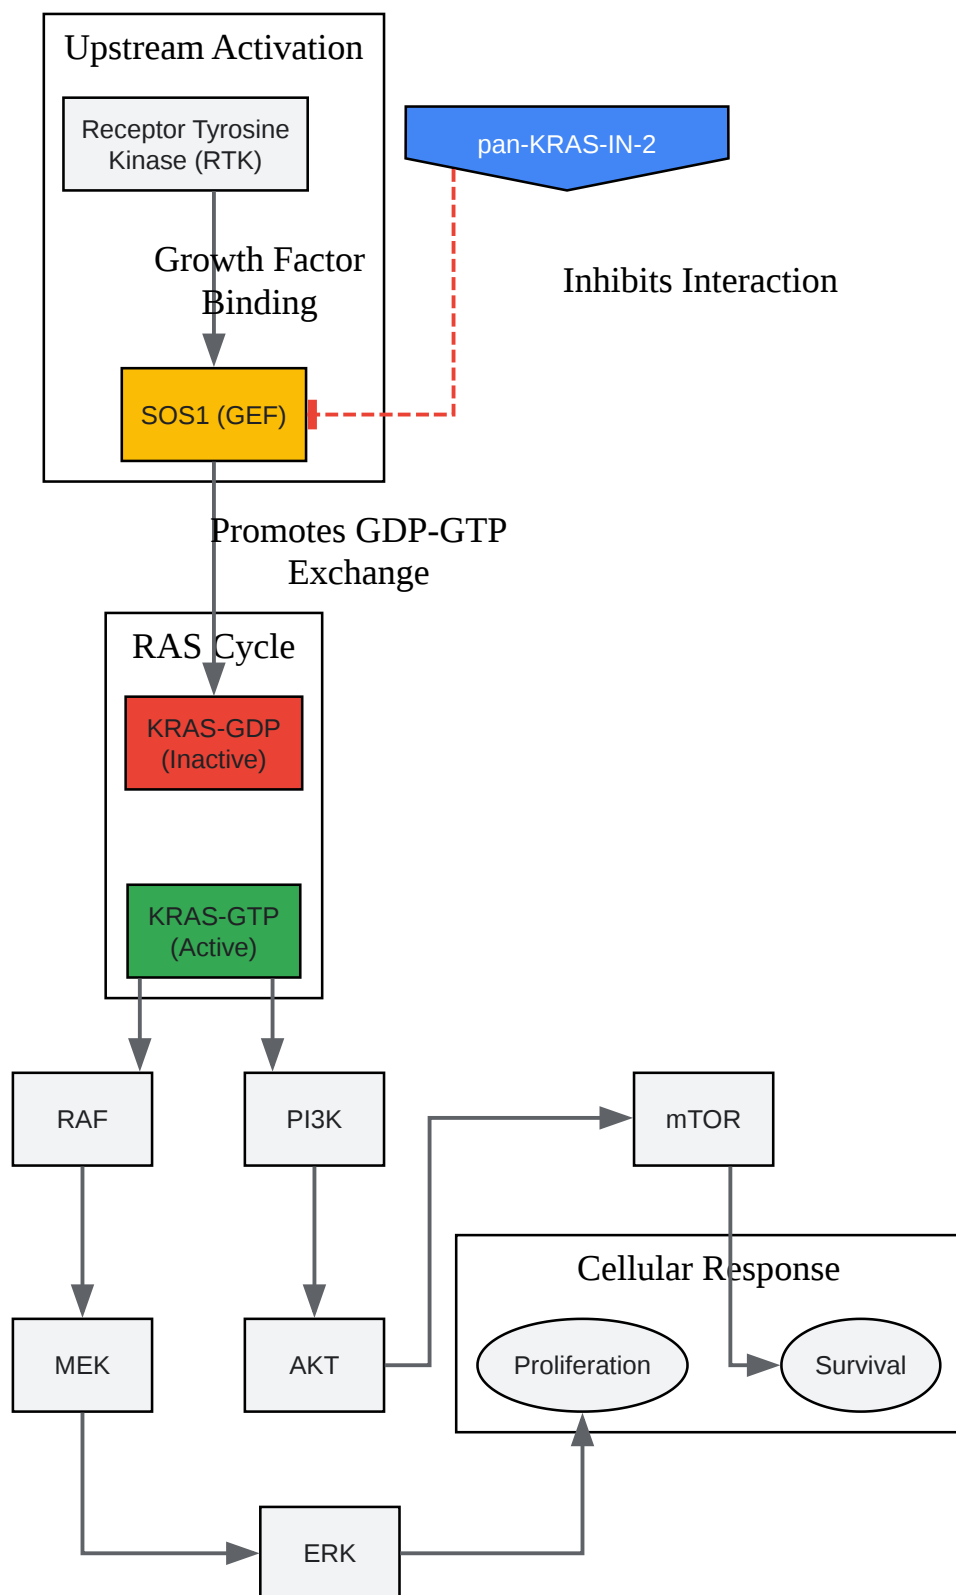 Upstream Activation
Receptor Tyrosine
Kinase (RTK)
pan-KRAS-IN-2
Growth Factor
Binding
Inhibits Interaction
SOS1 (GEF)
Promotes GDP-GTP
Exchange
RAS Cycle
KRAS-GDP
(Inactive)
KRAS-GTP
(Active)
RAF
PI3K
mTOR
Cellular Response
MEK
AKT
Proliferation
Survival
ERK